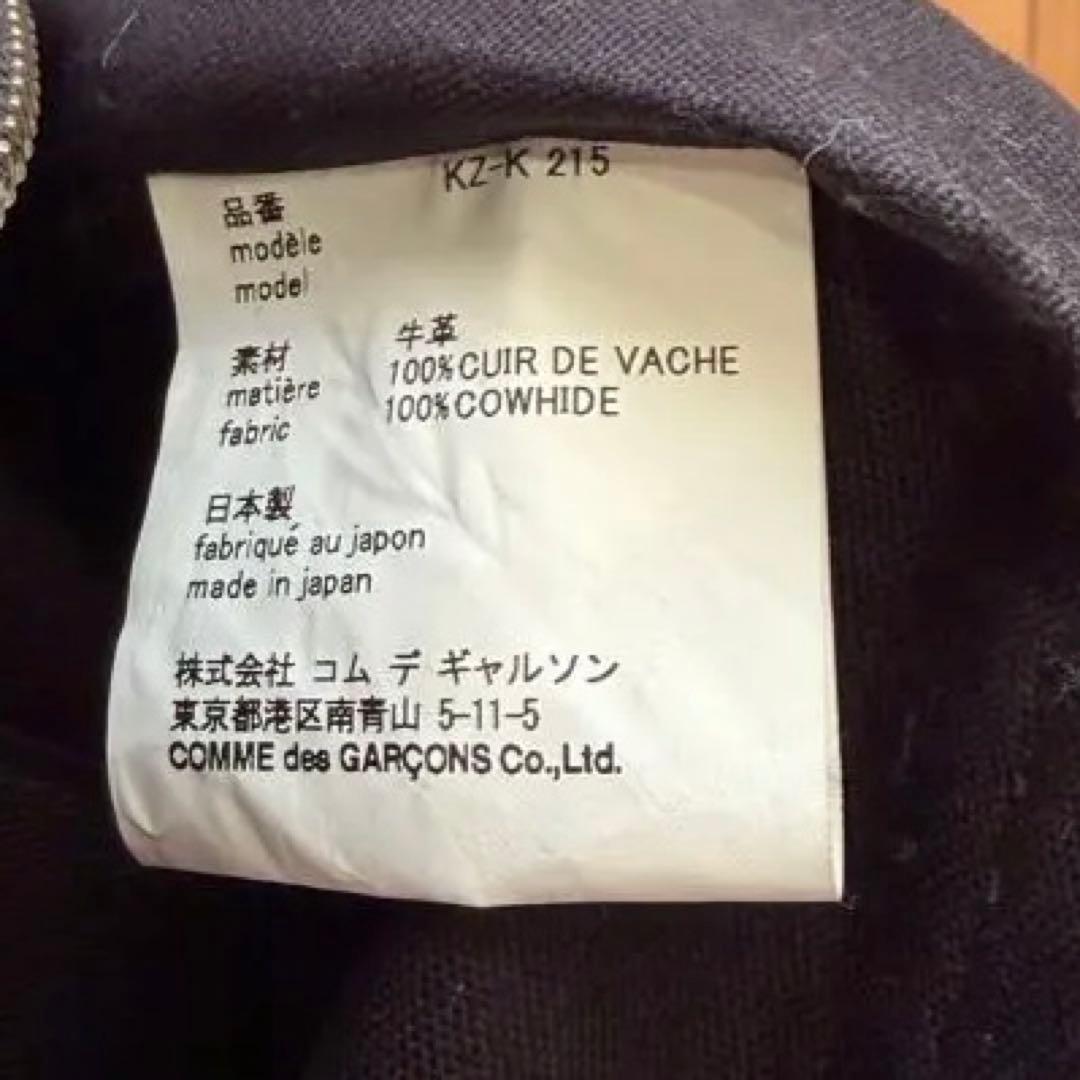 KZ-K 215
品番
modèle
model
牛革
素材
100%CUIR DE VACHE
matière
100%COWHIDE
fabric
日本製
fabriqué au japon
made in japan
株式会社 コム デ ギャルソン
東京都港区南青山 5-11-5
COMME des GARÇONS Co.,Ltd.